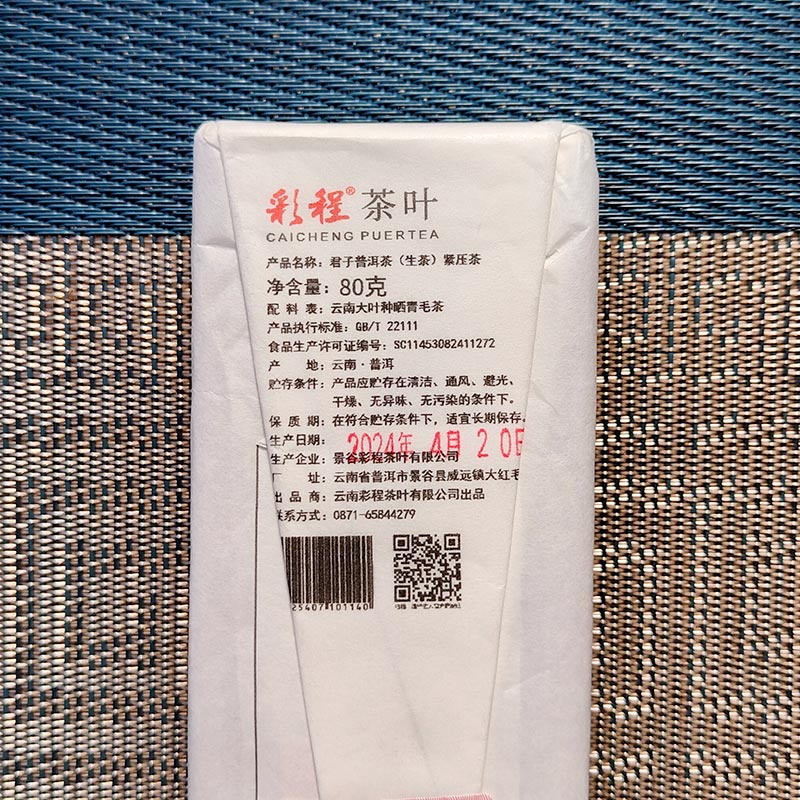 彩程® 茶叶
CAICHENG PUERTEA
产品名称：君子普洱茶（生茶）紧压茶
净含量：80克
配 料 表：云南大叶种晒青毛茶
产品执行标准：GB/T 22111
食品生产许可证编号：SC11453082411272
产 地：云南·普洱
贮存条件：产品应贮存在清洁、通风、避光、
干燥、无异味、无污染的条件下。
保 质 期：在符合贮存条件下，适宜长期保存。
生产日期：2024年 4月 20日
生产企业：景谷彩程茶叶有限公司
厂 址：云南省普洱市景谷县威远镇大红毛
出 品 商：云南彩程茶叶有限公司出品
联系方式：0871-65844279
25407 101140